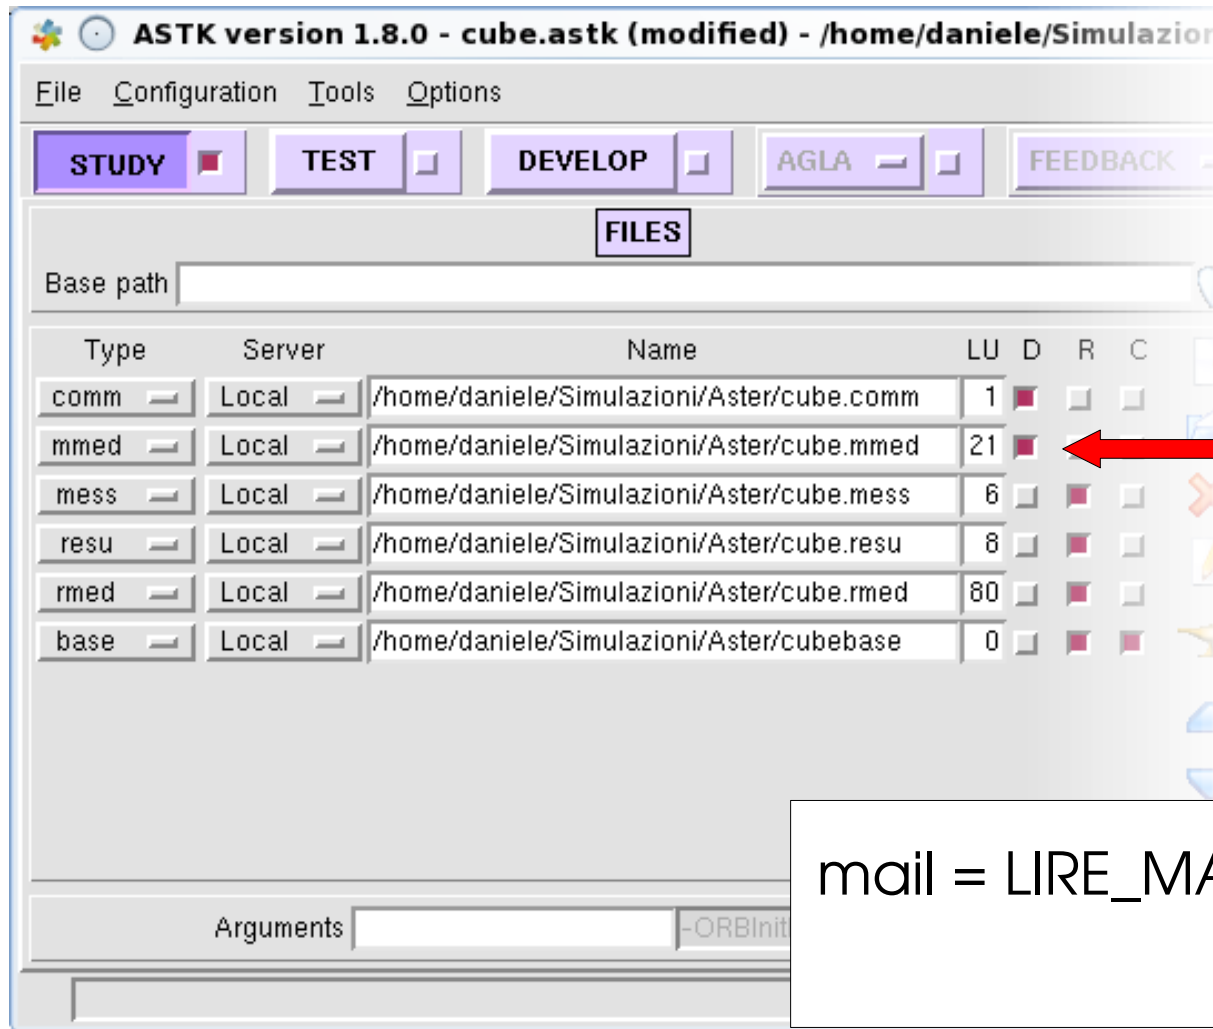 ASTK version 1.8.0 - cube.astk (modified) - /home/daniele/Simulazion
File Configuration Tools Options
STUDY TEST DEVELOP AGLA FEEDBACK
FILES
Base path
Type Server Name LU D R C
comm Local /home/daniele/Simulazioni/Aster/cube.comm 1
mmed Local /home/daniele/Simulazioni/Aster/cube.mmed 21
mess Local /home/daniele/Simulazioni/Aster/cube.mess 6
resu Local /home/daniele/Simulazioni/Aster/cube.resu 8
rmed Local /home/daniele/Simulazioni/Aster/cube.rmed 80
base Local /home/daniele/Simulazioni/Aster/cubebase 0
mail = LIRE_MA
Arguments -ORBInit